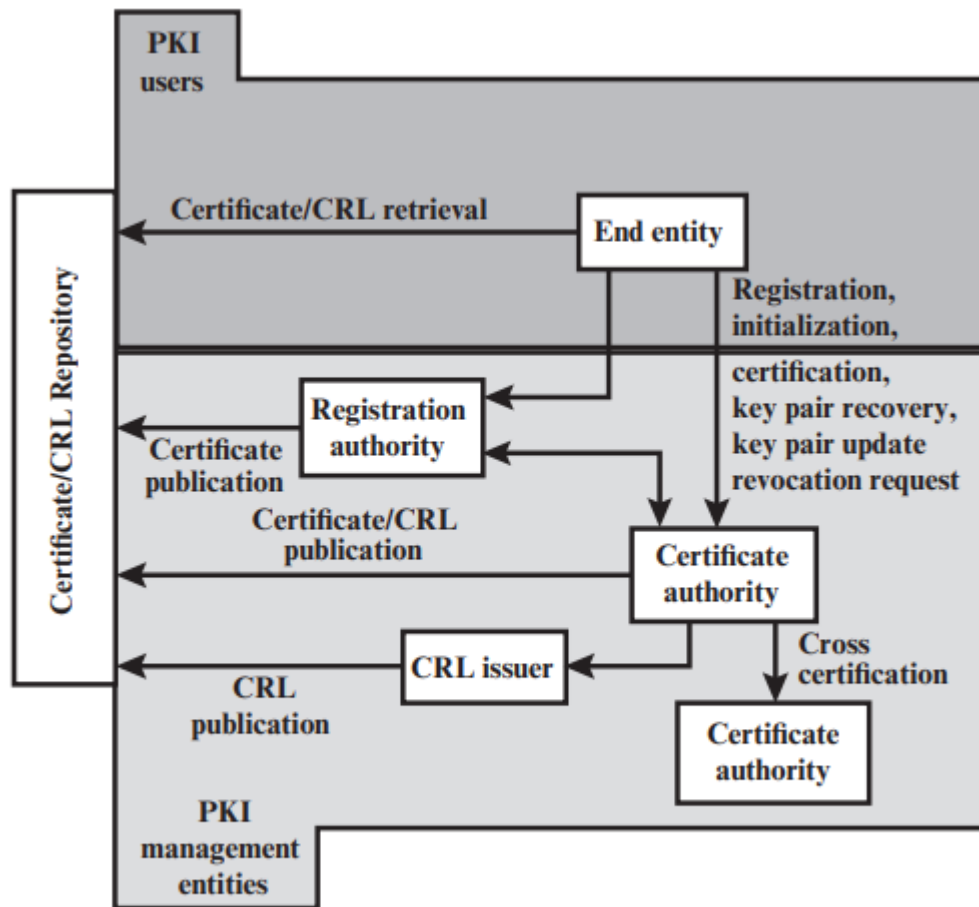 PKI
users
Certificate/CRL retrieval
End entity
Registration,
initialization,
certification,
key pair recovery,
key pair update
revocation request
Certificate/CRL Repository
Registration
authority
Certificate
publication
Certificate/CRL
publication
Certificate
authority
CRL issuer
CRL
publication
Cross
certification
Certificate
authority
PKI
management
entities